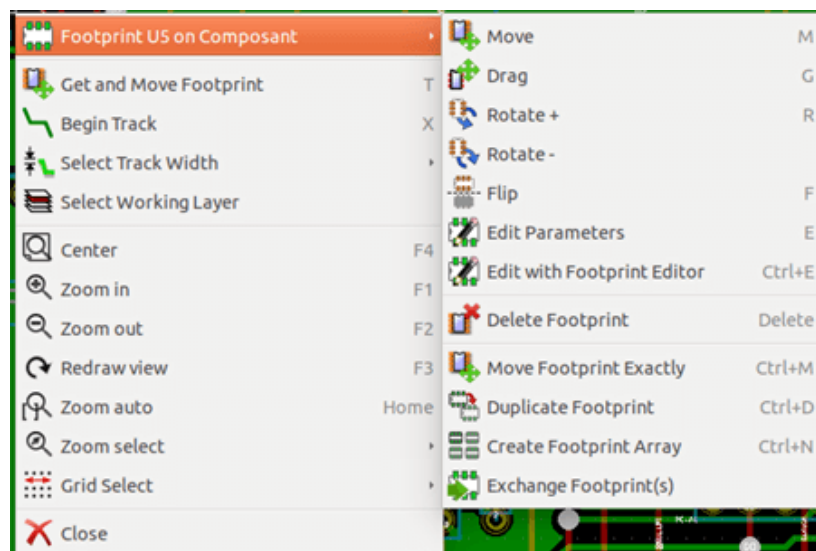 Footprint US on Composant
Get and Move Footprint T
Begin Track X
Select Track Width
Select Working Layer
Center F4
Zoom in F1
Zoom out F2
Redraw view F3
Zoom auto Home
Zoom select
Grid Select
Close
Move M
Drag G
Rotate + R
Rotate -
Flip F
Edit Parameters E
Edit with Footprint Editor Ctrl+E
Delete Footprint Delete
Move Footprint Exactly Ctrl+M
Duplicate Footprint Ctrl+D
Create Footprint Array Ctrl+N
Exchange Footprint(s)